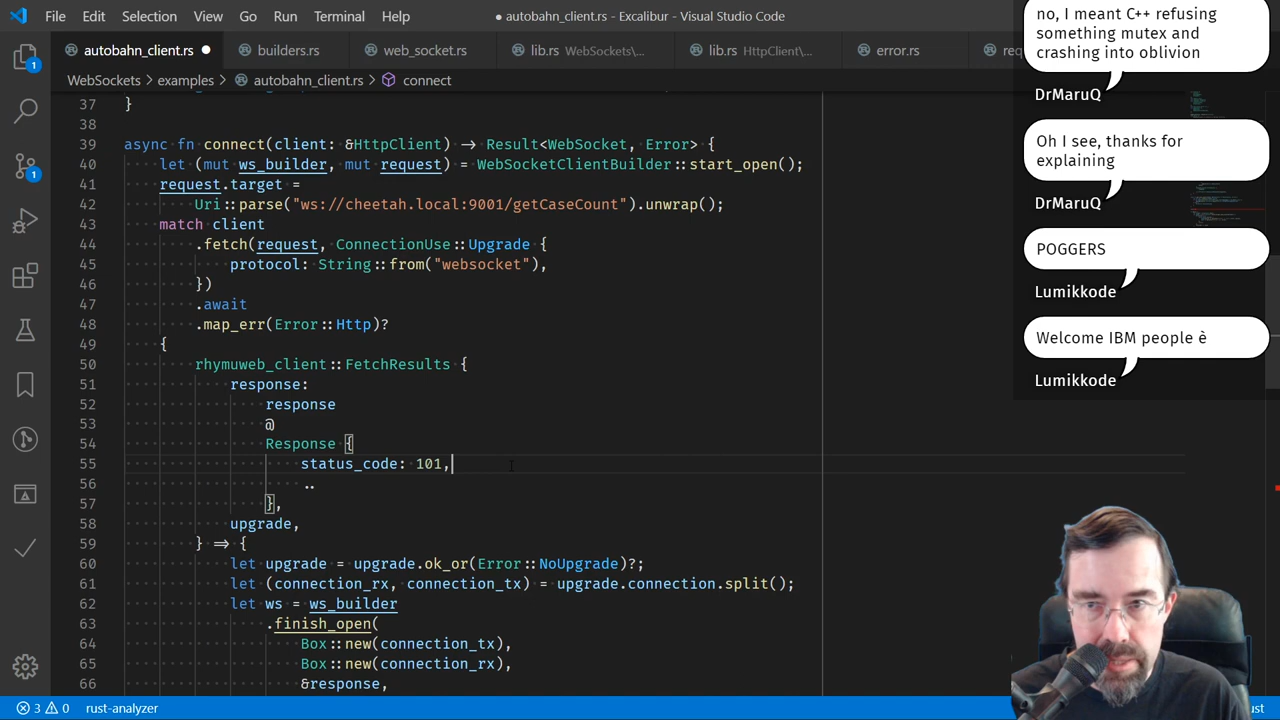 File Edit Selection View Go Run Terminal Help
● autobahn_client.rs - Excalibur - Visual Studio Code
autobahn_client.rs ● builders.rs web_socket.rs lib.rs WebSockets\... lib.rs HttpClient\... error.rs
WebSockets > examples > autobahn_client.rs > connect
37 }
38
39 async fn connect(client: &HttpClient) -> Result<WebSocket, Error> {
40 let (mut ws_builder, mut request) = WebSocketClientBuilder::start_open();
41 request.target =
42 Uri::parse("ws://cheetah.local:9001/getCaseCount").unwrap();
43 match client
44 .fetch(request, ConnectionUse::Upgrade {
45 protocol: String::from("websocket"),
46 })
47 .await
48 .map_err(Error::Http)?
49 {
50 rhymuweb_client::FetchResults {
51 response:
52 response
53 @
54 Response {
55 status_code: 101,
56 ..
57 },
58 upgrade,
59 } => {
60 let upgrade = upgrade.ok_or(Error::NoUpgrade)?;
61 let (connection_rx, connection_tx) = upgrade.connection.split();
62 let ws = ws_builder
63 .finish_open(
64 Box::new(connection_tx),
65 Box::new(connection_rx),
66 &response,
3 0 rust-analyzer
no, I meant C++ refusing
something mutex and
crashing into oblivion
DrMaruQ
Oh I see, thanks for
explaining
DrMaruQ
POGGERS
Lumikkode
Welcome IBM people è
Lumikkode
1
1